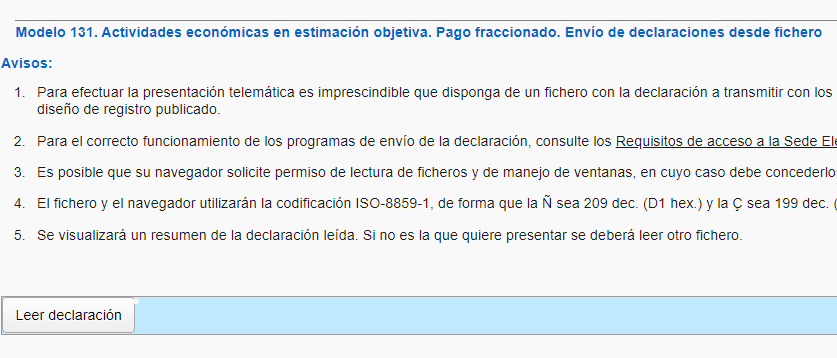 Modelo 131. Actividades económicas en estimación objetiva. Pago fraccionado. Envío de declaraciones desde fichero
Avisos:
1. Para efectuar la presentación telemática es imprescindible que disponga de un fichero con la declaración a transmitir con los
diseño de registro publicado.
2. Para el correcto funcionamiento de los programas de envío de la declaración, consulte los Requisitos de acceso a la Sede Ele
3. Es posible que su navegador solicite permiso de lectura de ficheros y de manejo de ventanas, en cuyo caso debe concederlo
4. El fichero y el navegador utilizarán la codificación ISO-8859-1, de forma que la Ñ sea 209 dec. (D1 hex.) y la Ç sea 199 dec. (
5. Se visualizará un resumen de la declaración leída. Si no es la que quiere presentar se deberá leer otro fichero.
Leer declaración